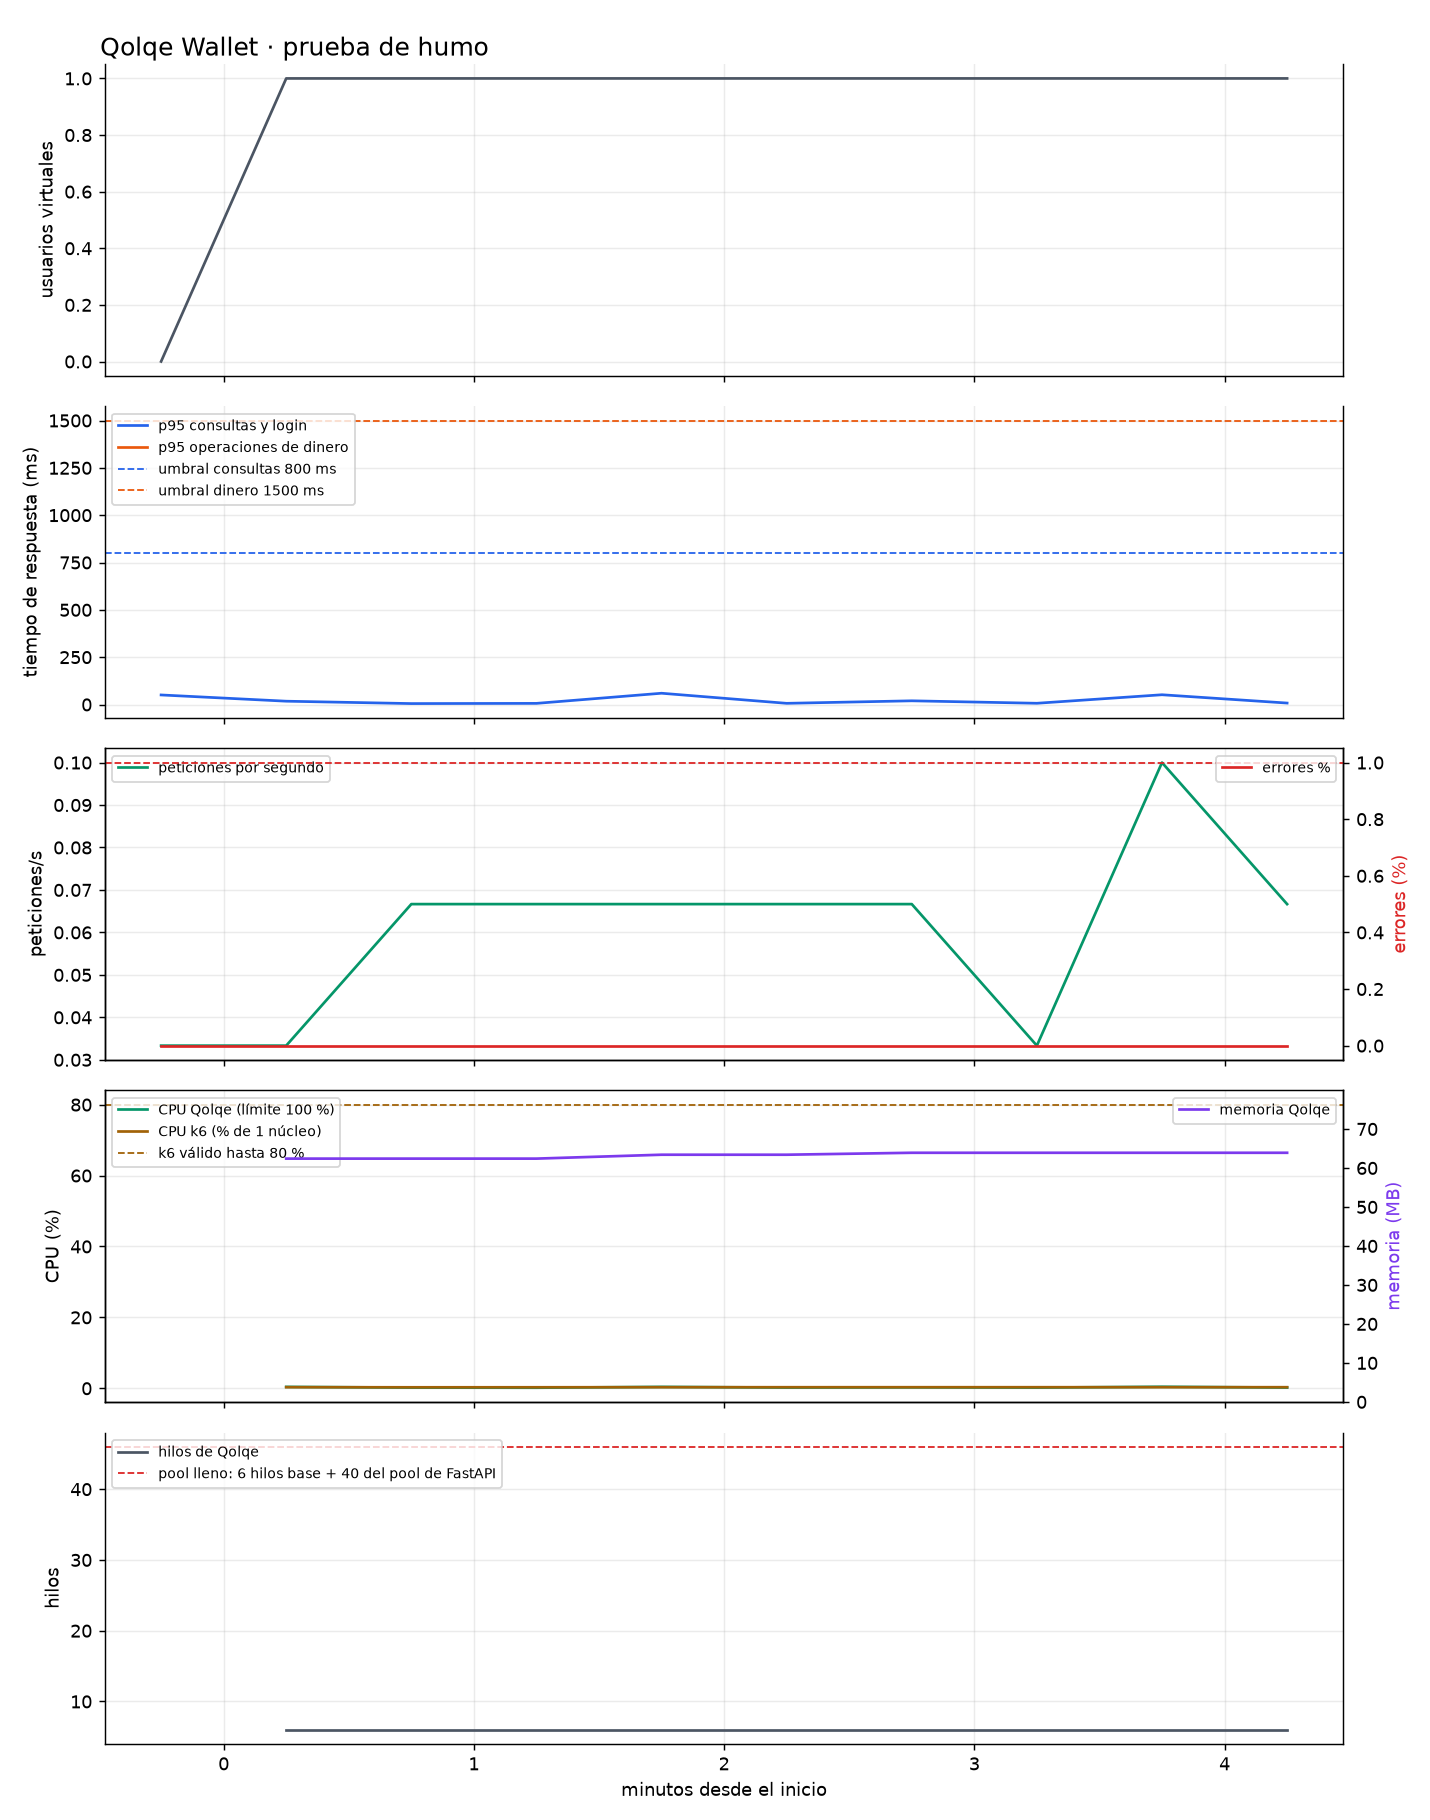 Qolqe Wallet · prueba de humo
usuarios virtuales
1.0
0.8
0.6
0.4
0.2
0.0
tiempo de respuesta (ms)
1500
1250
1000
750
500
250
0
p95 consultas y login
p95 operaciones de dinero
umbral consultas 800 ms
umbral dinero 1500 ms
peticiones/s
0.10
0.09
0.08
0.07
0.06
0.05
0.04
0.03
peticiones por segundo
errores %
1.0
0.8
0.6
0.4
0.2
0.0
errores (%)
CPU (%)
80
60
40
20
0
CPU Qolqe (límite 100 %)
CPU k6 (% de 1 núcleo)
k6 válido hasta 80 %
memoria Qolqe
70
60
50
40
30
20
10
0
memoria (MB)
hilos
40
30
20
10
hilos de Qolqe
pool lleno: 6 hilos base + 40 del pool de FastAPI
0 1 2 3 4
minutos desde el inicio